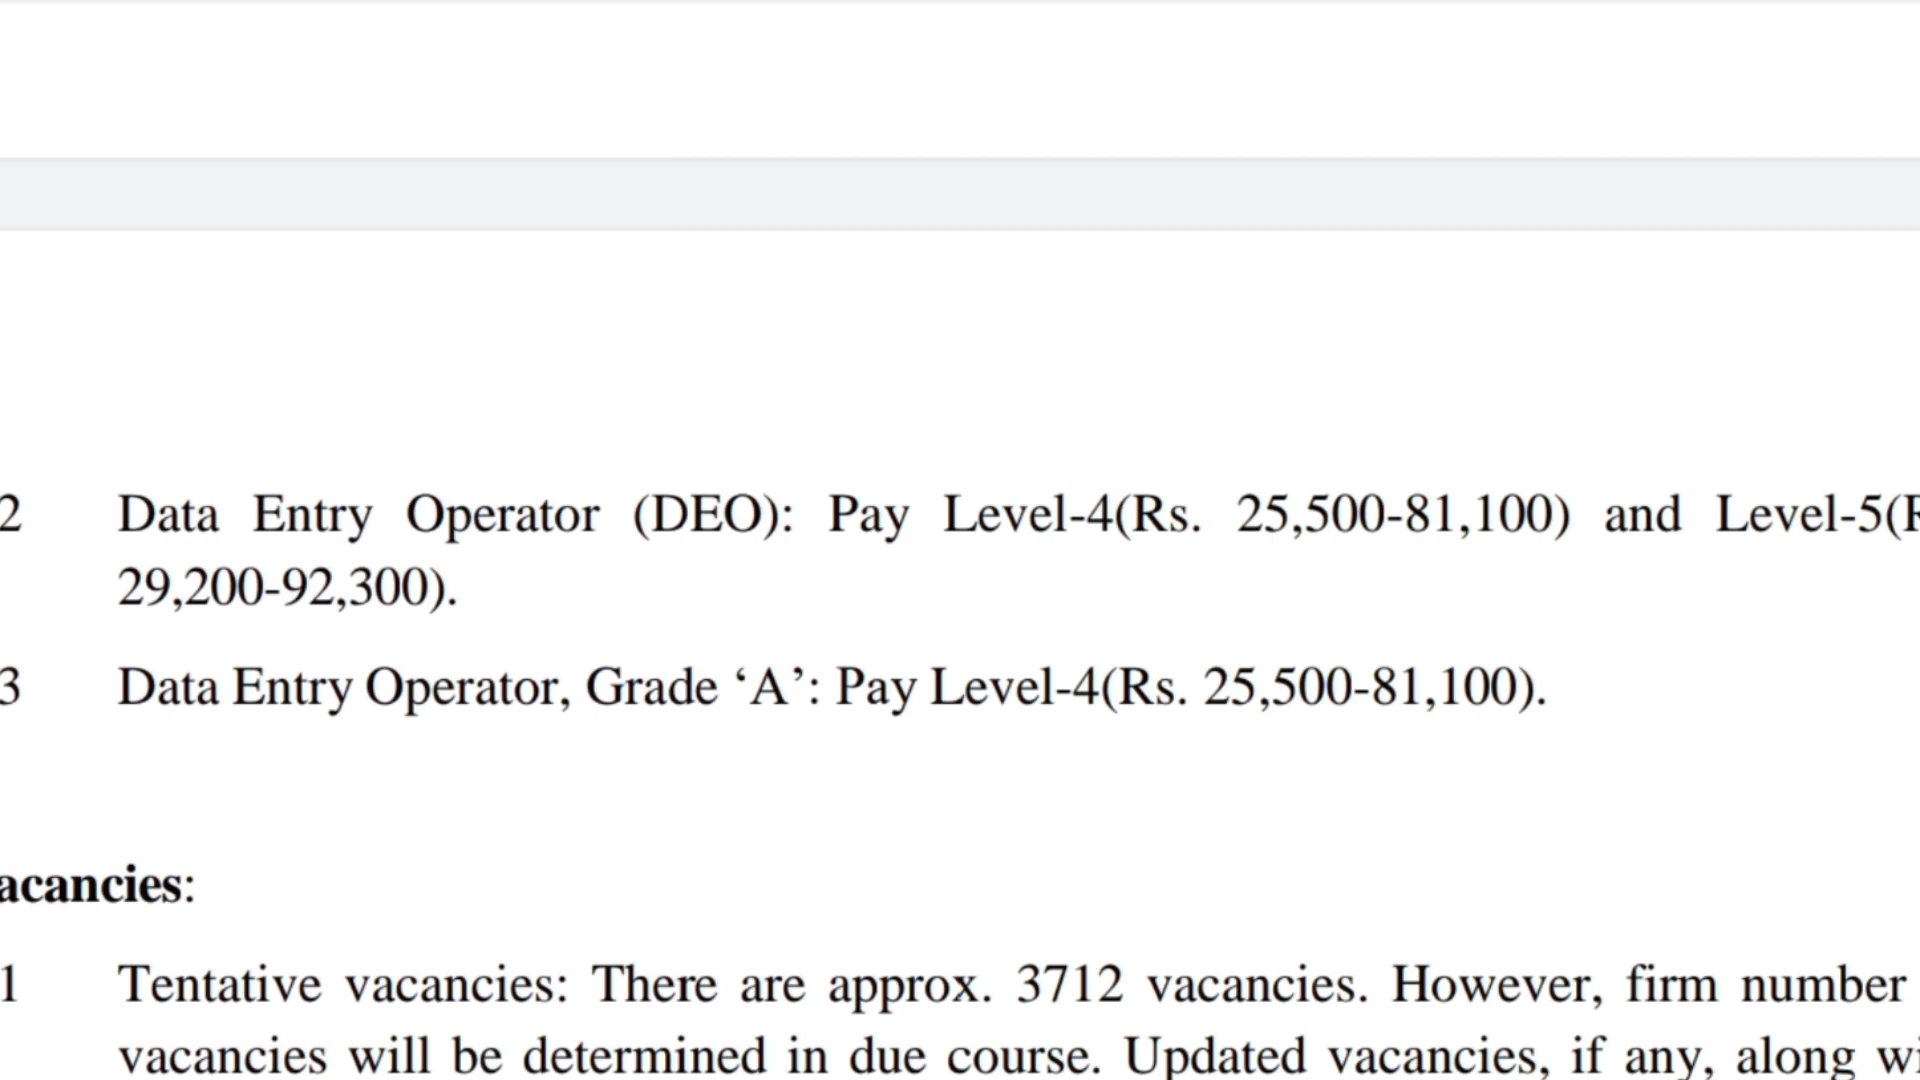 2 Data Entry Operator (DEO): Pay Level-4(Rs. 25,500-81,100) and Level-5(R
29,200-92,300).
3 Data Entry Operator, Grade ‘A’: Pay Level-4(Rs. 25,500-81,100).
acancies:
1 Tentative vacancies: There are approx. 3712 vacancies. However, firm number
vacancies will be determined in due course. Updated vacancies, if any, along wi